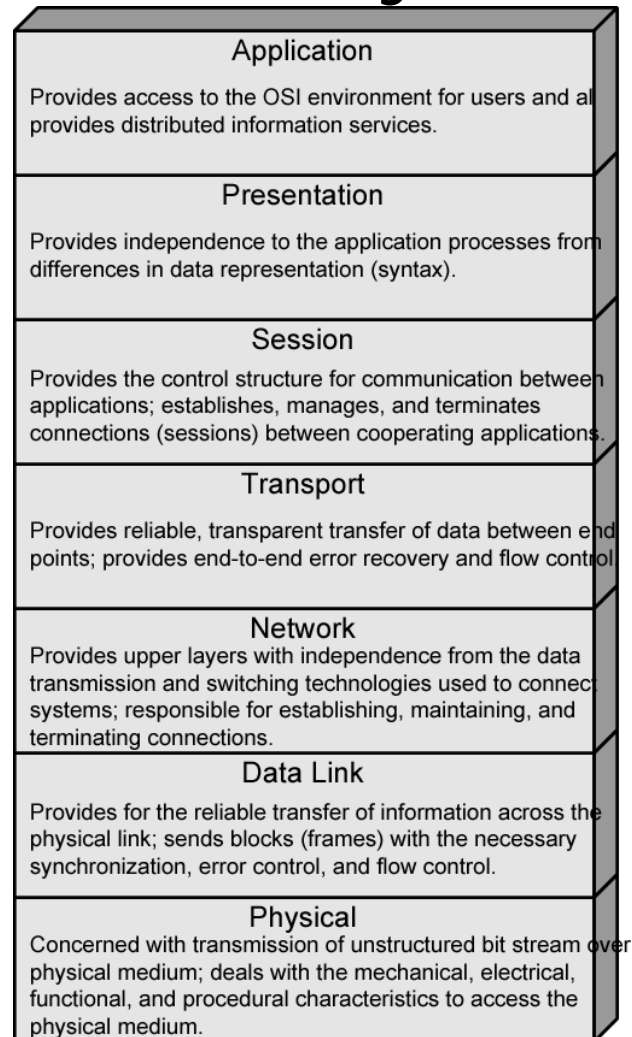 Application
Provides access to the OSI environment for users and al
provides distributed information services.
Presentation
Provides independence to the application processes from
differences in data representation (syntax).
Session
Provides the control structure for communication between
applications; establishes, manages, and terminates
connections (sessions) between cooperating applications.
Transport
Provides reliable, transparent transfer of data between end
points; provides end-to-end error recovery and flow control.
Network
Provides upper layers with independence from the data
transmission and switching technologies used to connect
systems; responsible for establishing, maintaining, and
terminating connections.
Data Link
Provides for the reliable transfer of information across the
physical link; sends blocks (frames) with the necessary
synchronization, error control, and flow control.
Physical
Concerned with transmission of unstructured bit stream over
physical medium; deals with the mechanical, electrical,
functional, and procedural characteristics to access the
physical medium.